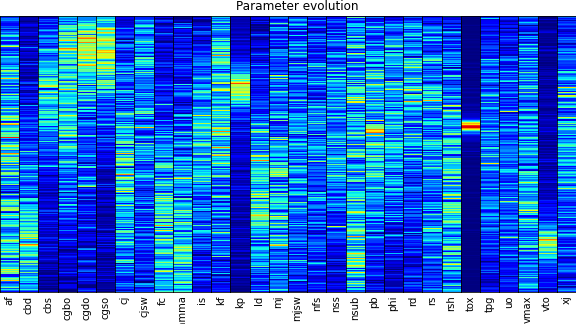 Parameter evolution
af cbd cbs cgbo cgdo cgso cj cjsw fc mma is kf kp ld mj mjsw nfs nss nsub pb phi rd rs rsh tox tpg uo vmax vto xj